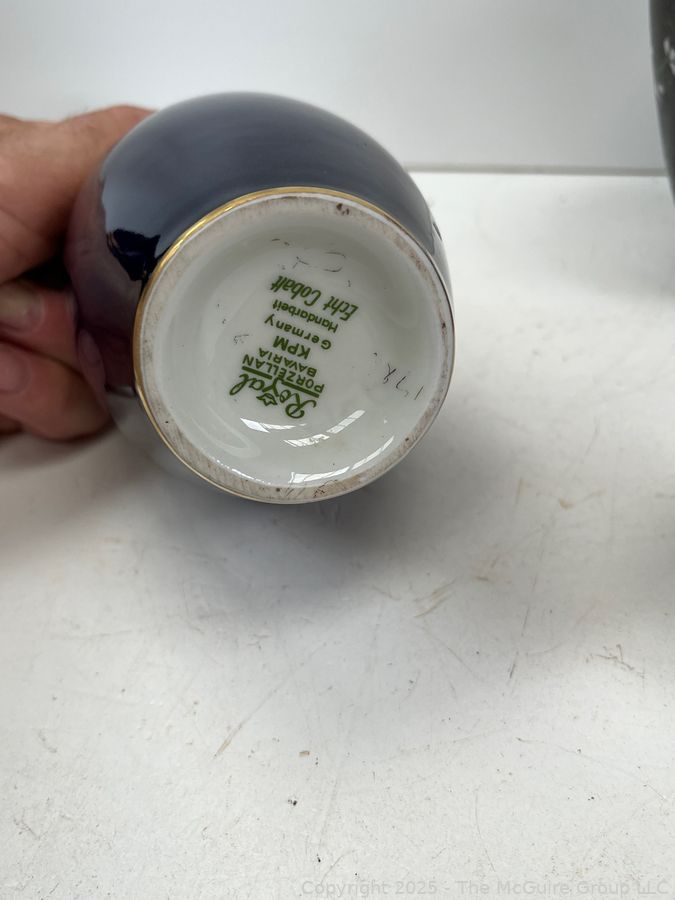 Royal
PORZELLAN
BAVARIA
KPM
Germany
Handarbeit
Echt Cobalt
Copyright 2025 - The McGuire Group LLC